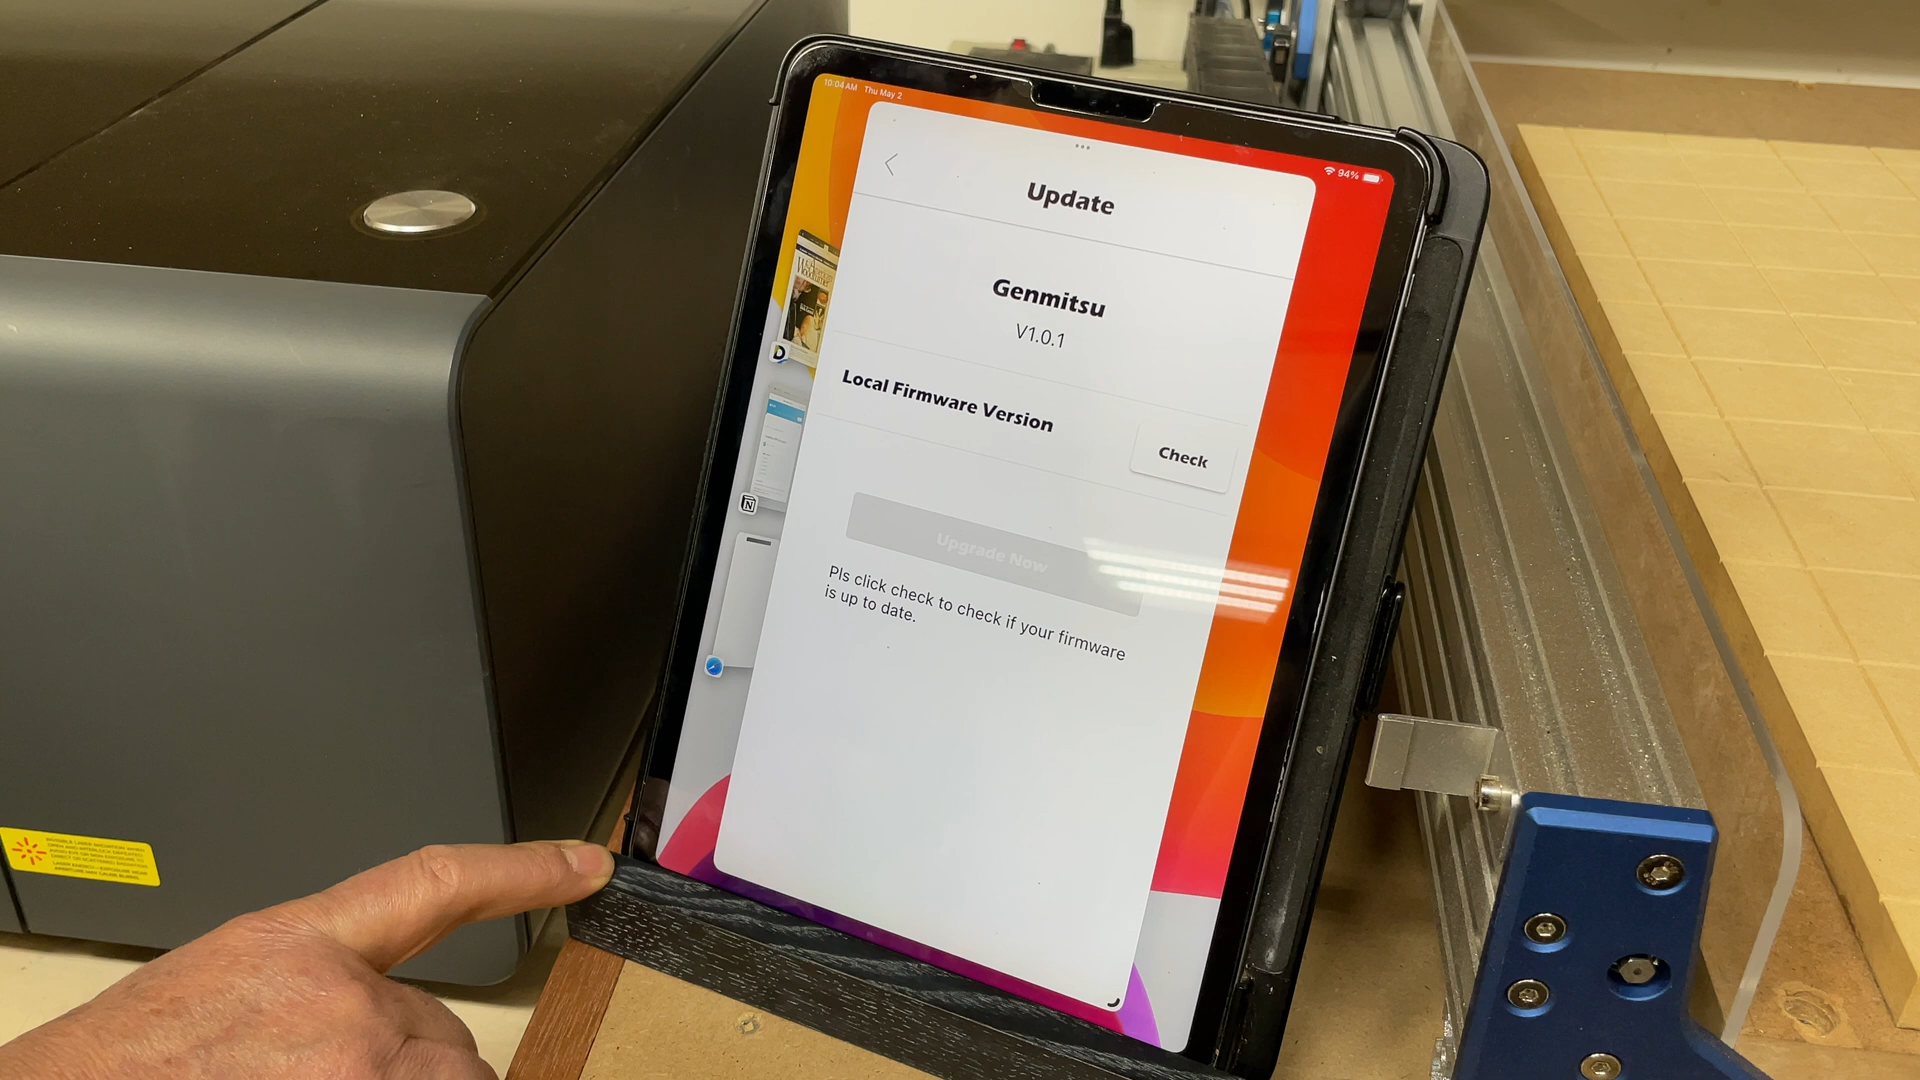 10:04 AM Thu May 2
94%
Update
Genmitsu
V1.0.1
Local Firmware Version
Check
Upgrade Now
Pls click check to check if your firmware
is up to date.
D
N